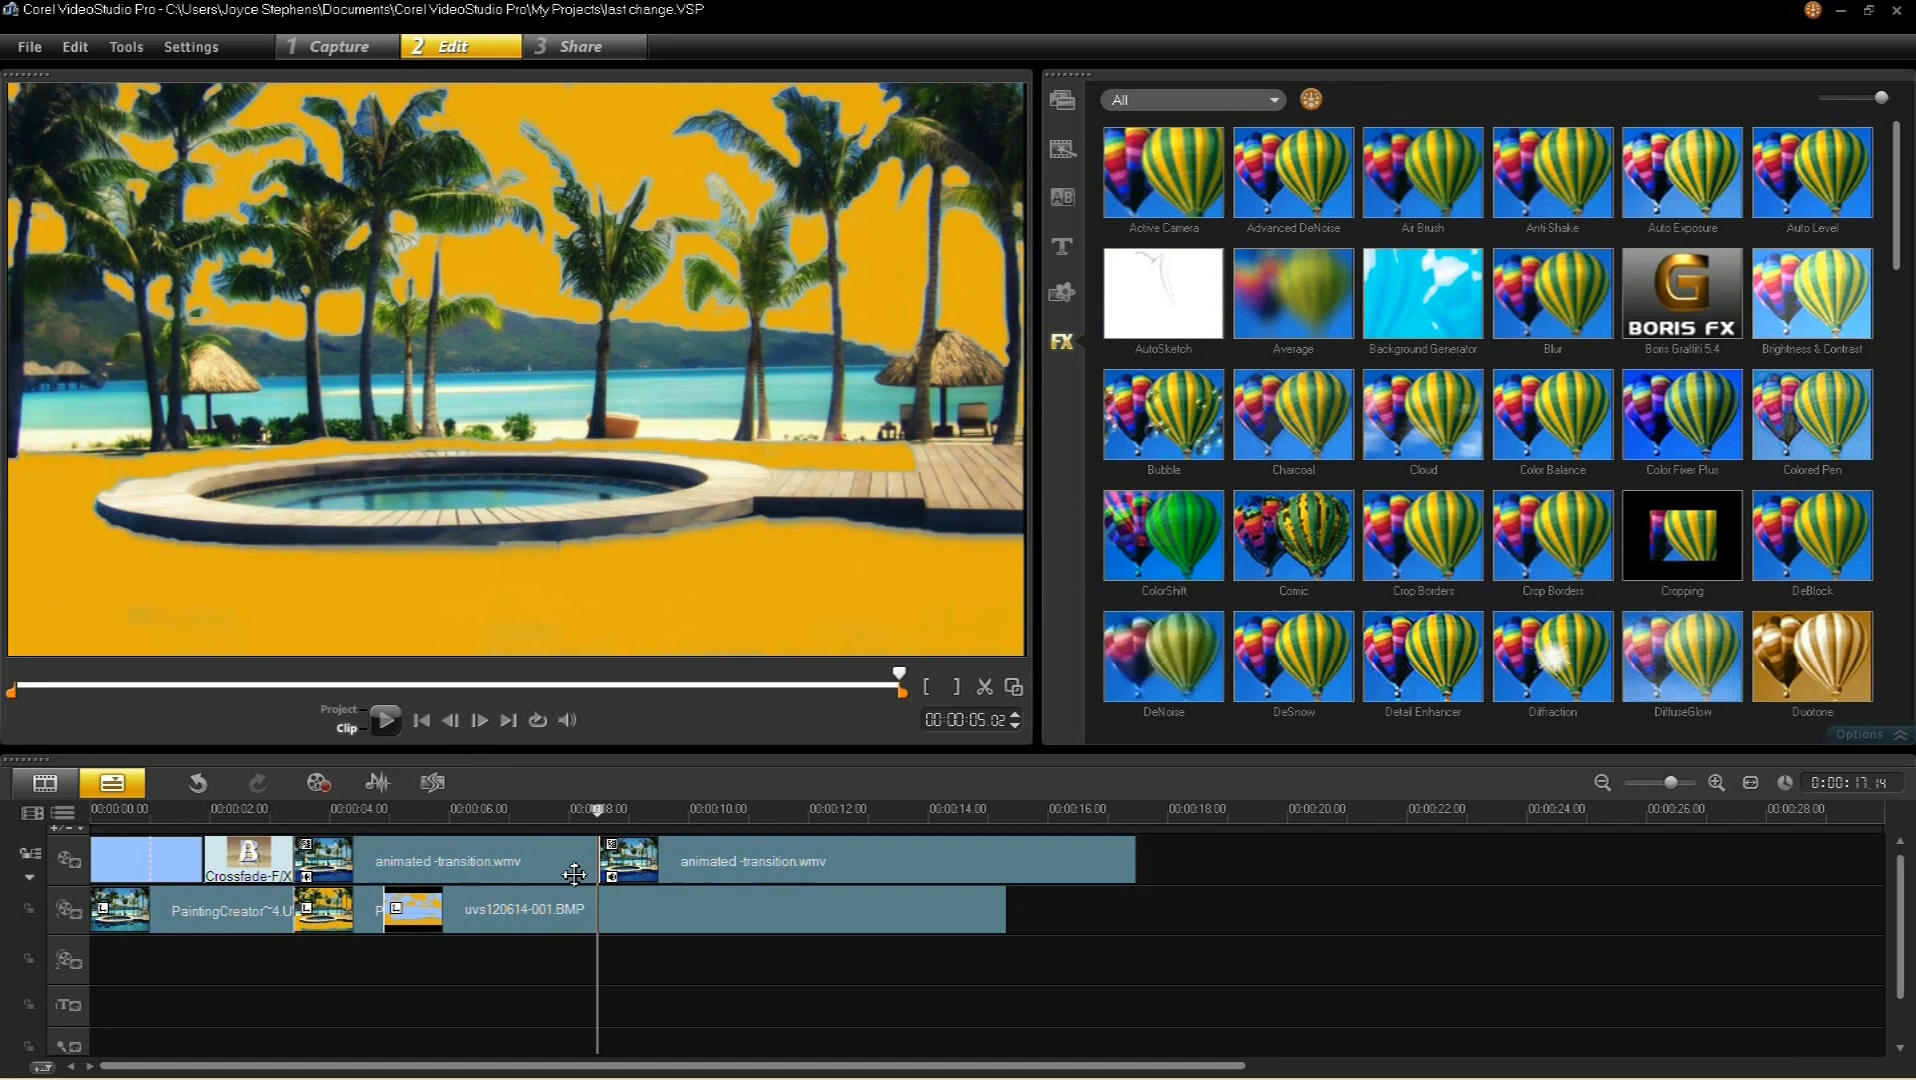 Corel VideoStudio Pro - C:\Users\Joyce Stephens\Documents\Corel VideoStudio Pro\My Projects\last change.VSP
File Edit Tools Settings 1 Capture 2 Edit 3 Share
All
Active Camera Advanced DeNoise Air Brush Anti-Shake Auto Exposure Auto Level
BORIS FX
AutoSketch Average Background Generator Blur Boris Graffiti 5.4 Brightness & Contrast
Bubble Charcoal Cloud Color Balance Color Fixer Plus Colored Pen
ColorShift Comic Crop Borders Crop Borders Cropping DeBlock
DeNoise DeSnow Detail Enhancer Diffraction DiffuseGlow Duotone
AB
T
FX
Project
Clip
00:00:05.02
Options
0:00:17.14
00:00:00.00 00:00:02.00 00:00:04.00 00:00:06.00 00:00:08.00 00:00:10.00 00:00:12.00 00:00:14.00 00:00:16.00 00:00:18.00 00:00:20.00 00:00:22.00 00:00:24.00 00:00:26.00 00:00:28.00
B
Crossfade-F/X
animated -transition.wmv
animated -transition.wmv
PaintingCreator~4.U
P
uvs120614-001.BMP